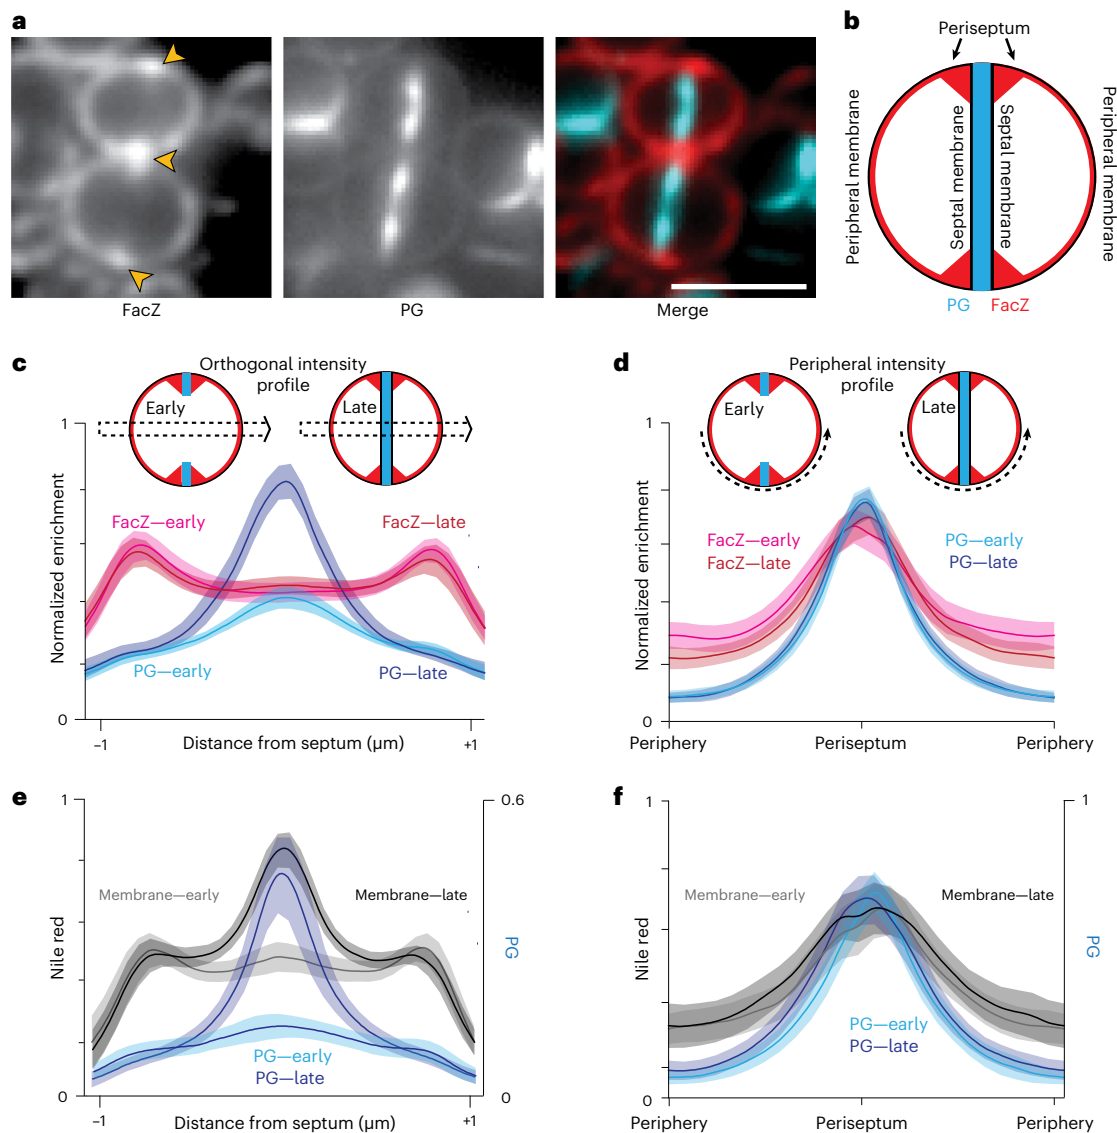 a
FacZ
PG
Merge
b
Periseptum
Peripheral membrane
Septal membrane
Septal membrane
Peripheral membrane
PG
FacZ
c
Orthogonal intensity
profile
Early
Late
1
FacZ—early
FacZ—late
Normalized enrichment
PG—early
PG—late
0
–1
Distance from septum (µm)
+1
d
Peripheral intensity
profile
Early
Late
1
FacZ—early
FacZ—late
PG—early
PG—late
Normalized enrichment
0
Periphery
Periseptum
Periphery
e
1
0.6
Membrane—early
Membrane—late
Nile red
PG
PG—early
PG—late
0
0
–1
Distance from septum (µm)
+1
f
1
1
Membrane—early
Membrane—late
Nile red
PG
PG—early
PG—late
0
0
Periphery
Periseptum
Periphery